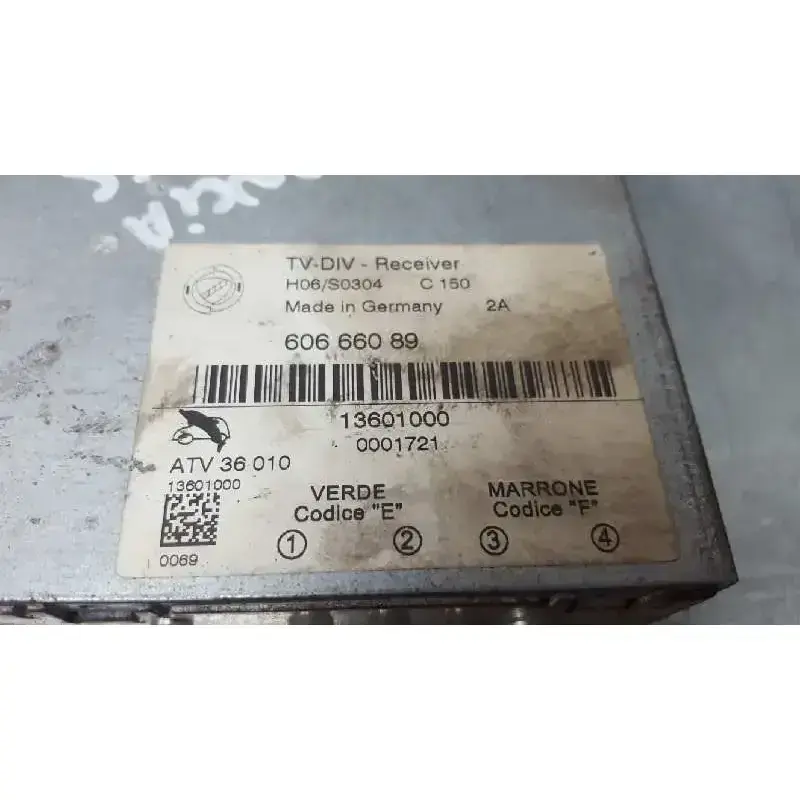 TV-DIV - Receiver
H06/S0304 C 150
Made in Germany 2A
606 660 89
13601000
0001721
ATV 36 010
13601000
VERDE MARRONE
Codice "E" Codice "F"
1 2 3 4
0069